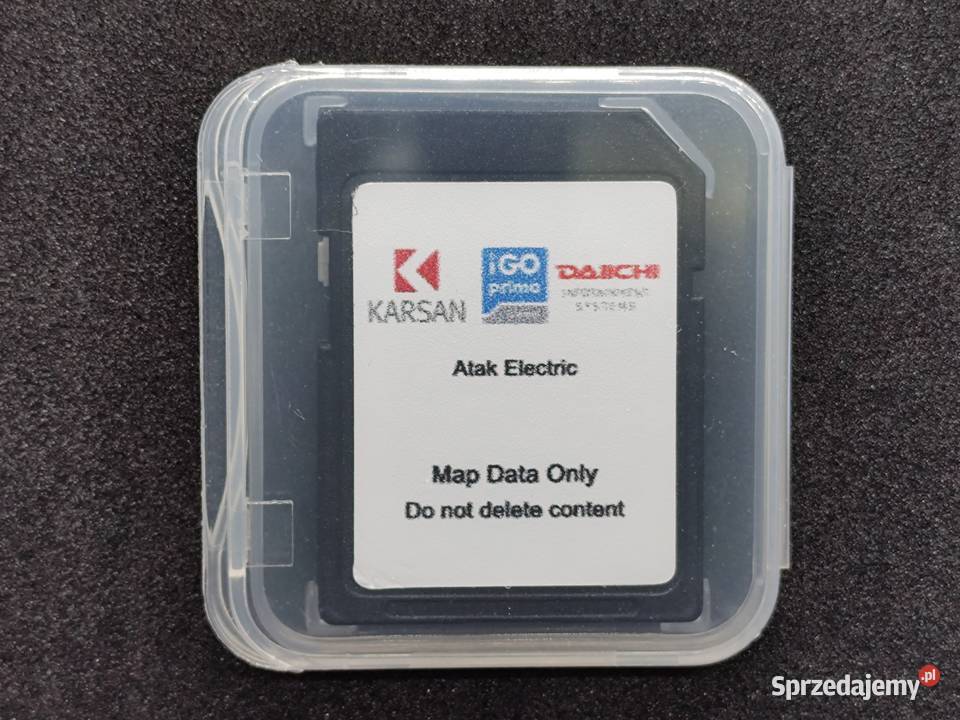 KARSAN
iGO
primo
DAIICHI
INFOTAINMENT
SYSTEMS
Atak Electric
Map Data Only
Do not delete content
Sprzedajemy.pl